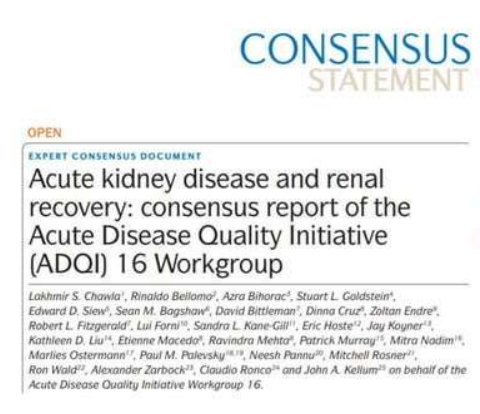 CONSENSUS
STATEMENT
OPEN
EXPERT CONSENSUS DOCUMENT
Acute kidney disease and renal
recovery: consensus report of the
Acute Disease Quality Initiative
(ADQI) 16 Workgroup
Lakhmir S. Chawla¹, Rinaldo Bellomo², Azra Bihorac³, Stuart L. Goldstein⁴,
Edward D. Siew⁵, Sean M. Bagshaw⁶, David Bittleman⁷, Dinna Cruz⁸, Zoltan Endre⁹,
Robert L. Fitzgerald⁷, Lui Forni¹⁰, Sandra L. Kane-Gill¹¹, Eric Hoste¹², Jay Koyner¹³,
Kathleen D. Liu¹⁴, Etienne Macedo⁸, Ravindra Mehta⁸, Patrick Murray¹⁵, Mitra Nadim¹⁶,
Marlies Ostermann¹⁷, Paul M. Palevsky¹⁸,¹⁹, Neesh Pannu²⁰, Mitchell Rosner²¹,
Ron Wald²², Alexander Zarbock²³, Claudio Ronco²⁴ and John A. Kellum²⁵ on behalf of the
Acute Disease Quality Initiative Workgroup 16.